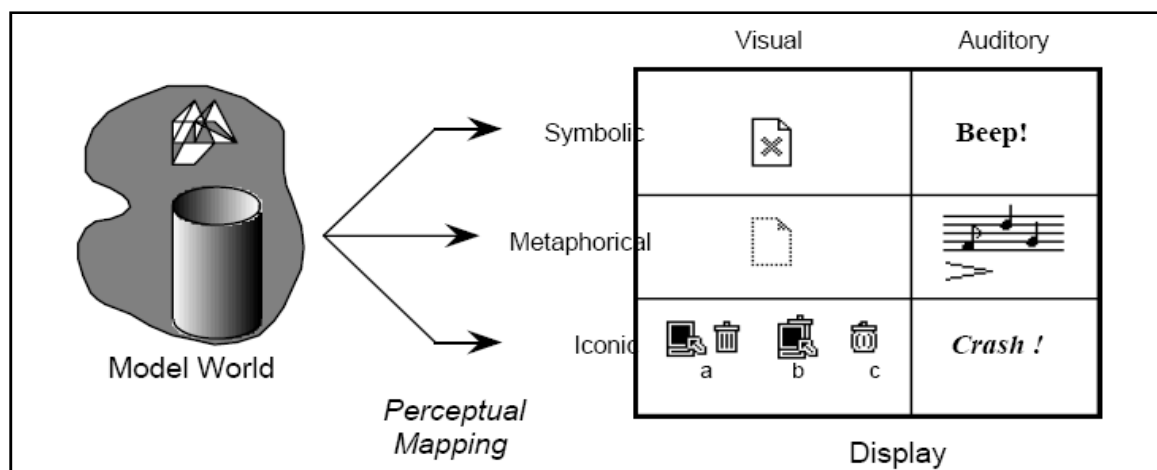 Visual Auditory
Symbolic
Beep!
Metaphorical
Iconic
a b c
Crash !
Model World
Perceptual
Mapping
Display